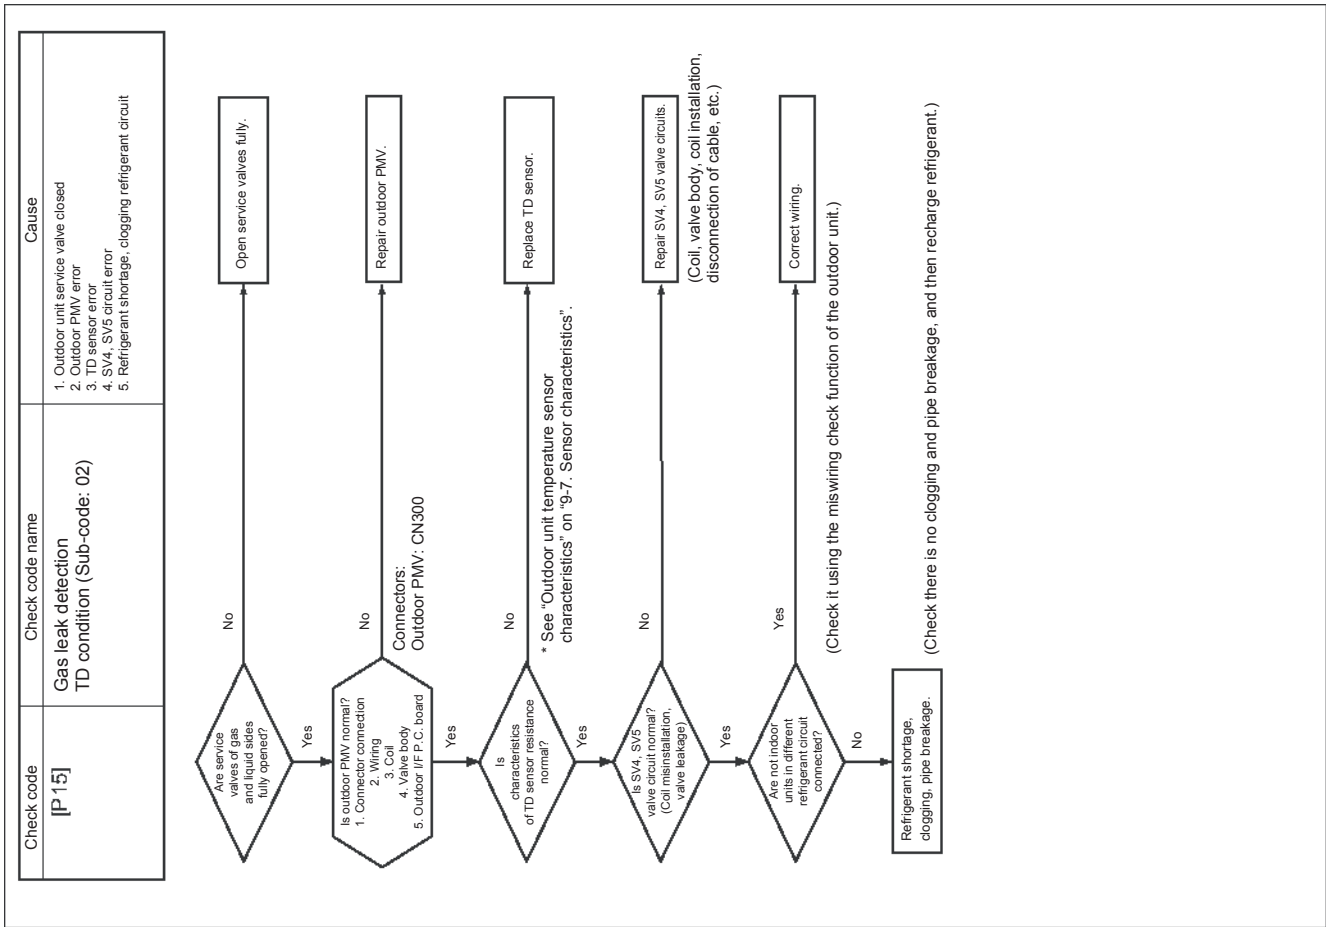 Check code
Check code name
Cause
[P15]
Gas leak detection
TD condition (Sub-code: 02)
1. Outdoor unit service valve closed
2. Outdoor PMV error
3. TD sensor error
4. SV4, SV5 circuit error
5. Refrigerant shortage, clogging refrigerant circuit
Are service
valves of gas
and liquid sides
fully opened?
No
Open service valves fully.
Yes
Is outdoor PMV normal?
1. Connector connection
2. Wiring
3. Coil
4. Valve body
5. Outdoor I/F P.C. board
No
Repair outdoor PMV.
Connectors:
Outdoor PMV: CN300
Yes
Is
characteristics
of TD sensor resistance
normal?
No
Replace TD sensor.
* See “Outdoor unit temperature sensor
characteristics” on “9-7. Sensor characteristics”.
Yes
Is SV4, SV5
valve circuit normal?
(Coil misinstallation,
valve leakage)
No
Repair SV4, SV5 valve circuits.
(Coil, valve body, coil installation,
disconnection of cable, etc.)
Yes
Are not indoor
units in different
refrigerant circuit
connected?
Yes
Correct wiring.
(Check it using the miswiring check function of the outdoor unit.)
No
Refrigerant shortage,
clogging, pipe breakage.
(Check there is no clogging and pipe breakage, and then recharge refrigerant.)